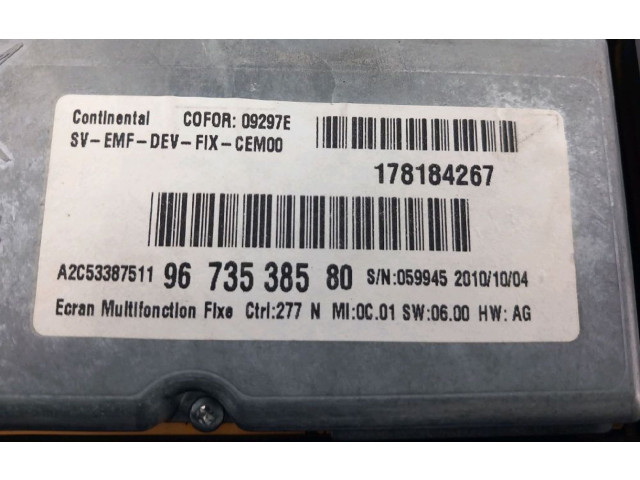 Continental COFOR: 09297E
SV-EMF-DEV-FIX-CEM00
178184267
A2C53387511 96 735 385 80 S/N:059945 2010/10/04
Ecran Multifonction Fixe Ctrl:277 N MI:0C.01 SW:06.00 HW: AG